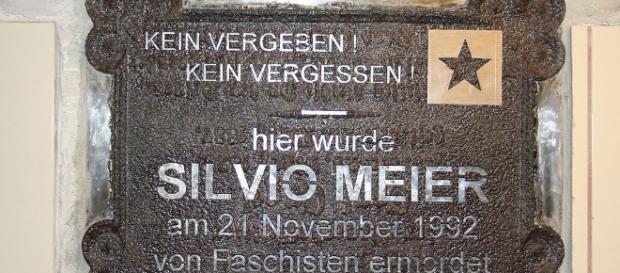 KEIN VERGEBEN !
KEIN VERGESSEN !
hier wurde
SILVIO MEIER
am 21 November 1992
von Faschisten ermordet